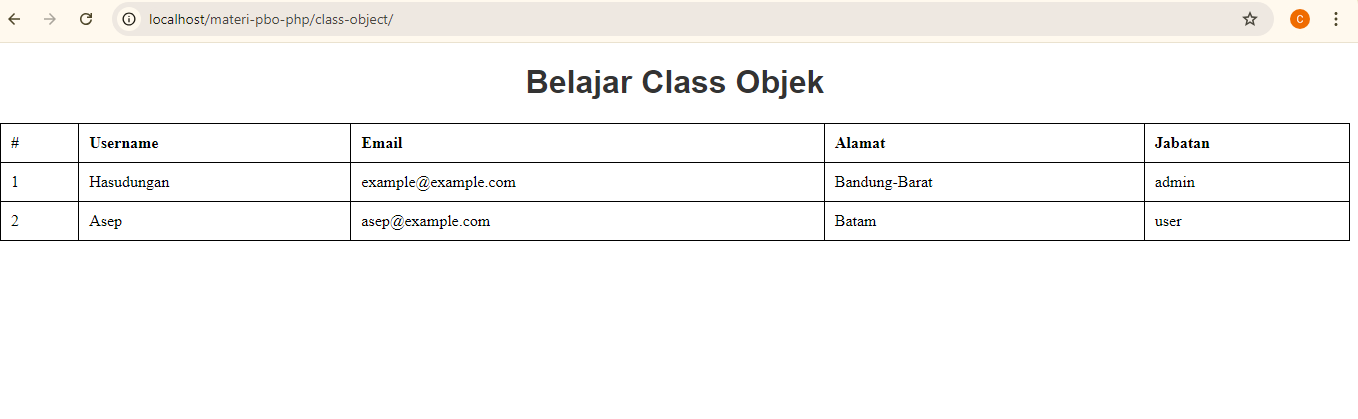 localhost/materi-pbo-php/class-object/
C
Belajar Class Objek
# Username Email Alamat Jabatan
1 Hasudungan example@example.com Bandung-Barat admin
2 Asep asep@example.com Batam user